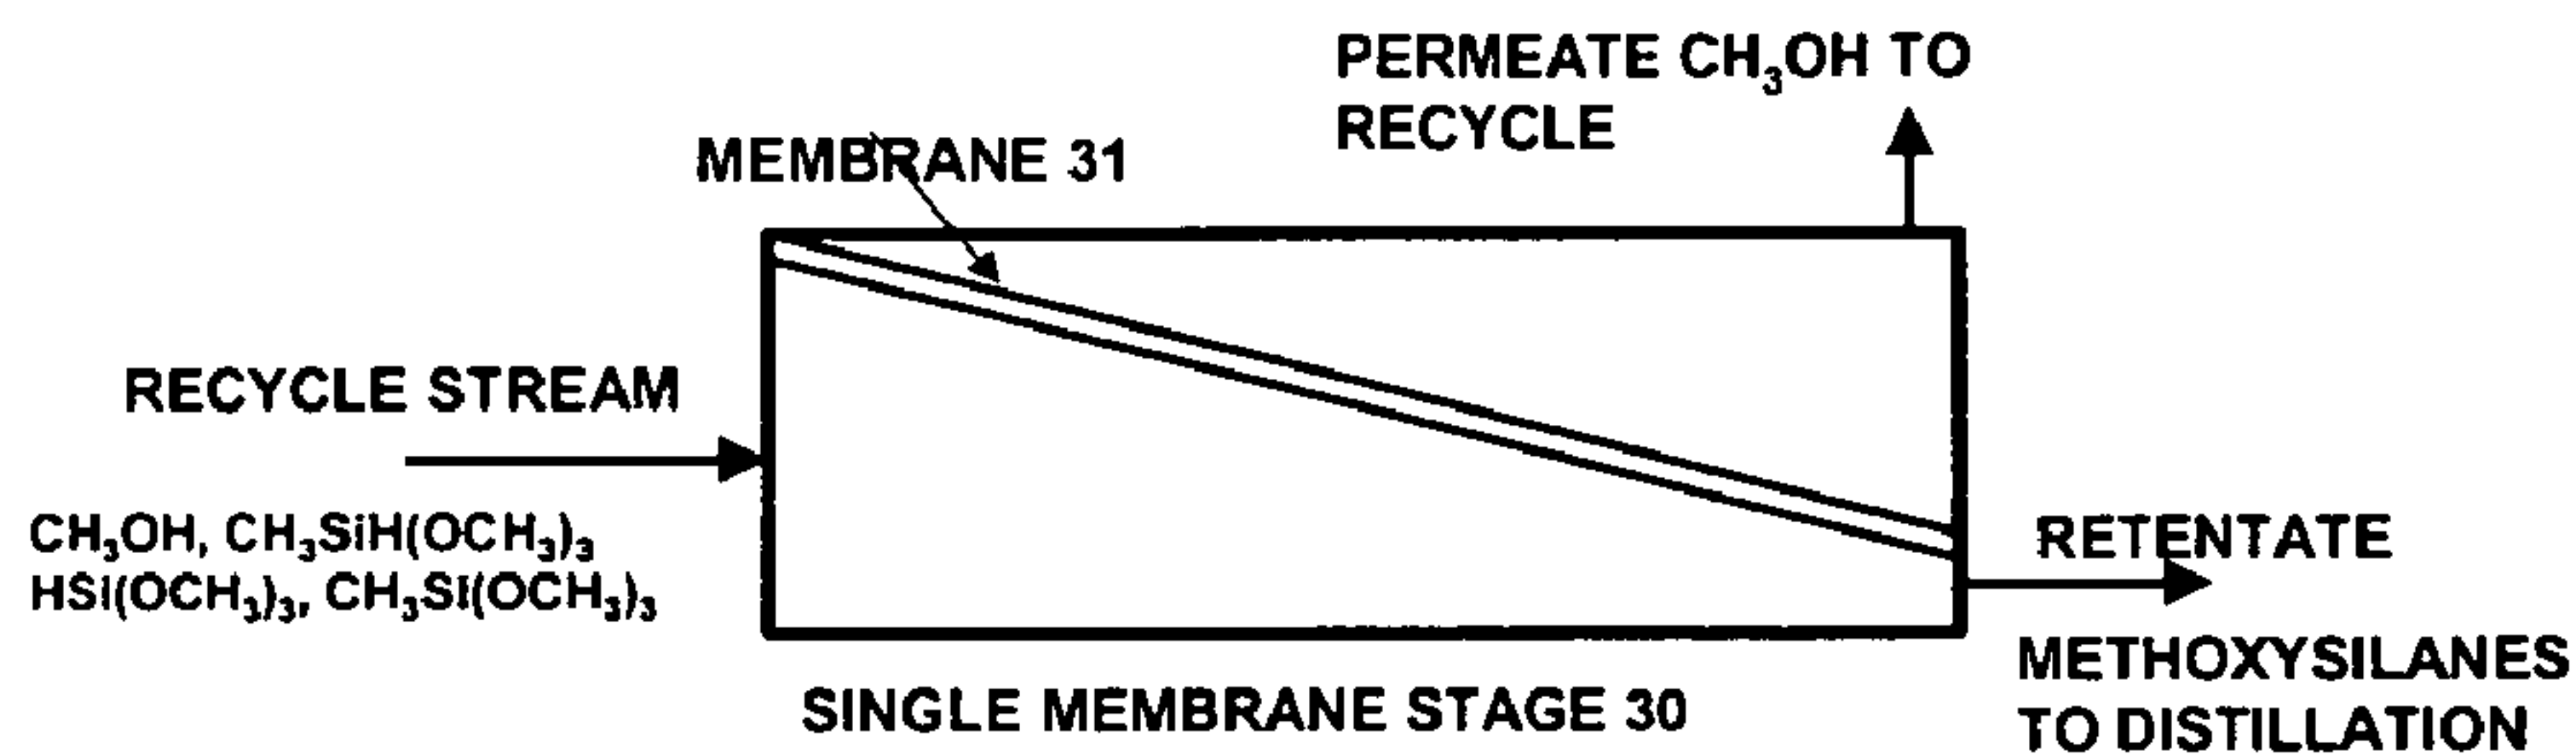 PERMEATE CH₃OH TO
RECYCLE
MEMBRANE 31
RECYCLE STREAM
CH₃OH, CH₃SiH(OCH₃)₃
HSi(OCH₃)₃, CH₃SI(OCH₃)₃
RETENTATE
METHOXYSILANES
TO DISTILLATION
SINGLE MEMBRANE STAGE 30